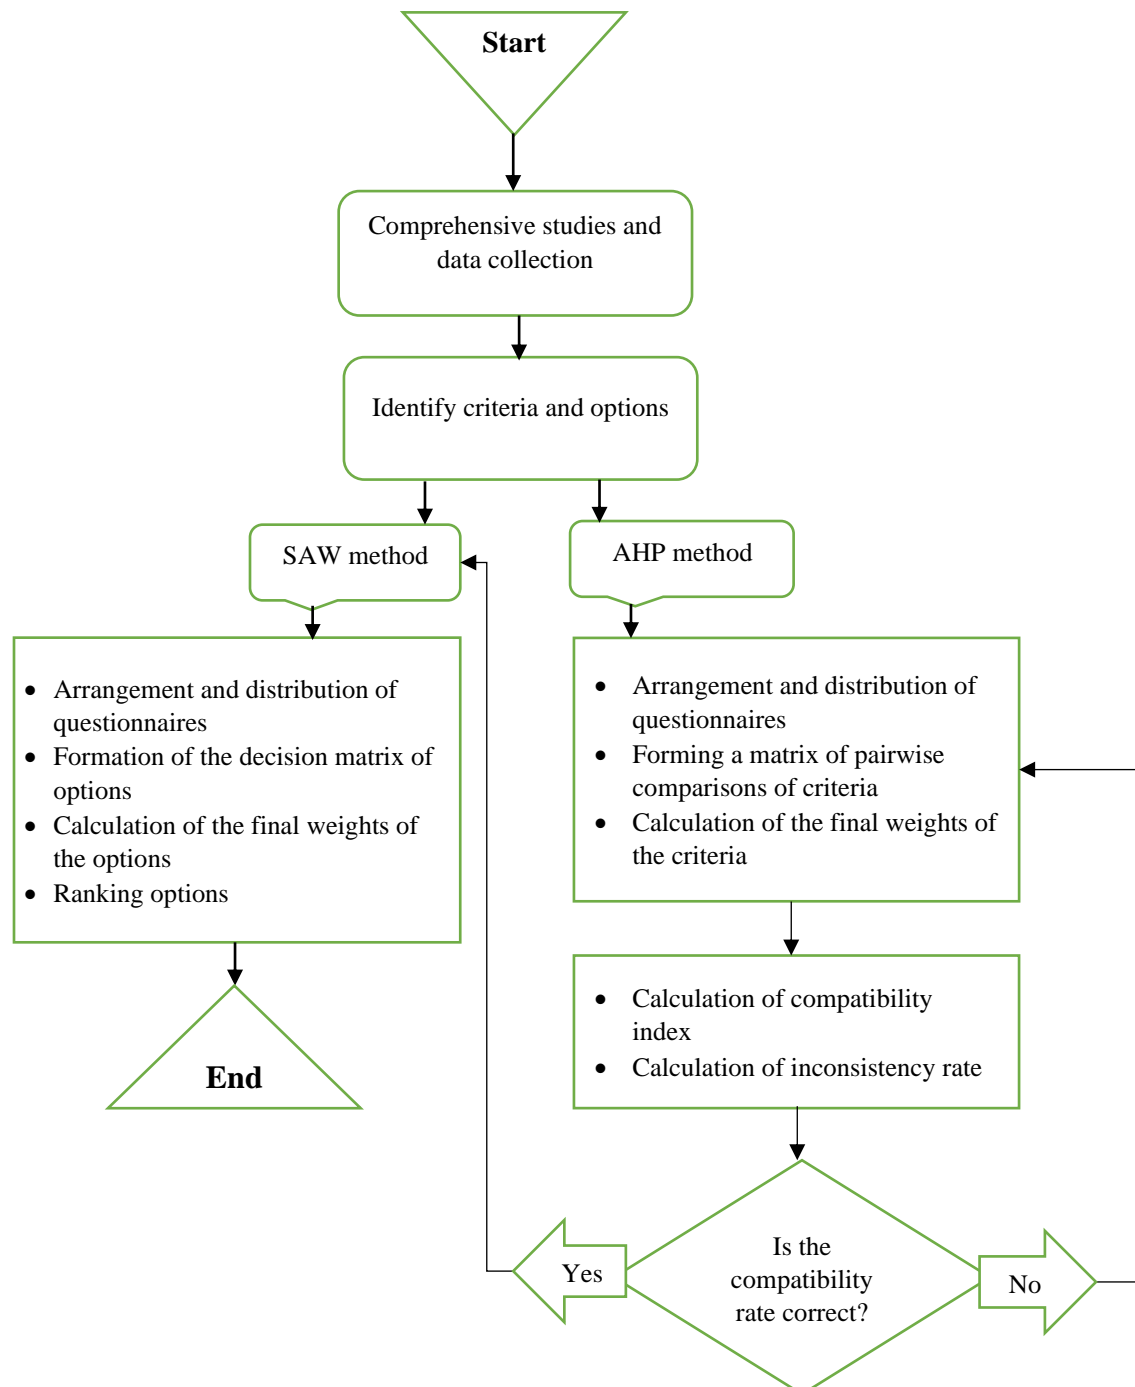 Start
Comprehensive studies and
data collection
Identify criteria and options
SAW method
AHP method
• Arrangement and distribution of
questionnaires
• Formation of the decision matrix of
options
• Calculation of the final weights of
the options
• Ranking options
• Arrangement and distribution of
questionnaires
• Forming a matrix of pairwise
comparisons of criteria
• Calculation of the final weights of
the criteria
• Calculation of compatibility
index
• Calculation of inconsistency rate
End
Is the
compatibility
rate correct?
Yes
No